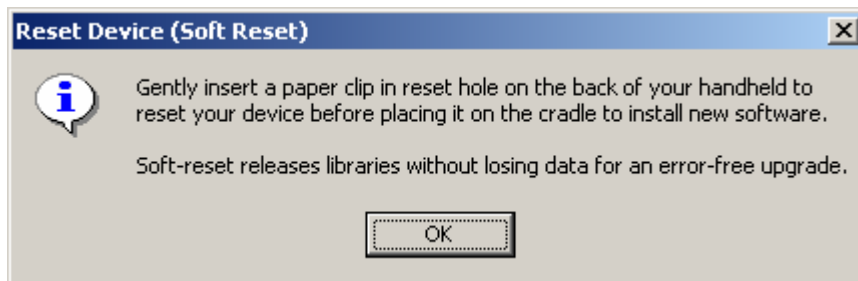 Reset Device (Soft Reset)
Gently insert a paper clip in reset hole on the back of your handheld to
reset your device before placing it on the cradle to install new software.
Soft-reset releases libraries without losing data for an error-free upgrade.
OK